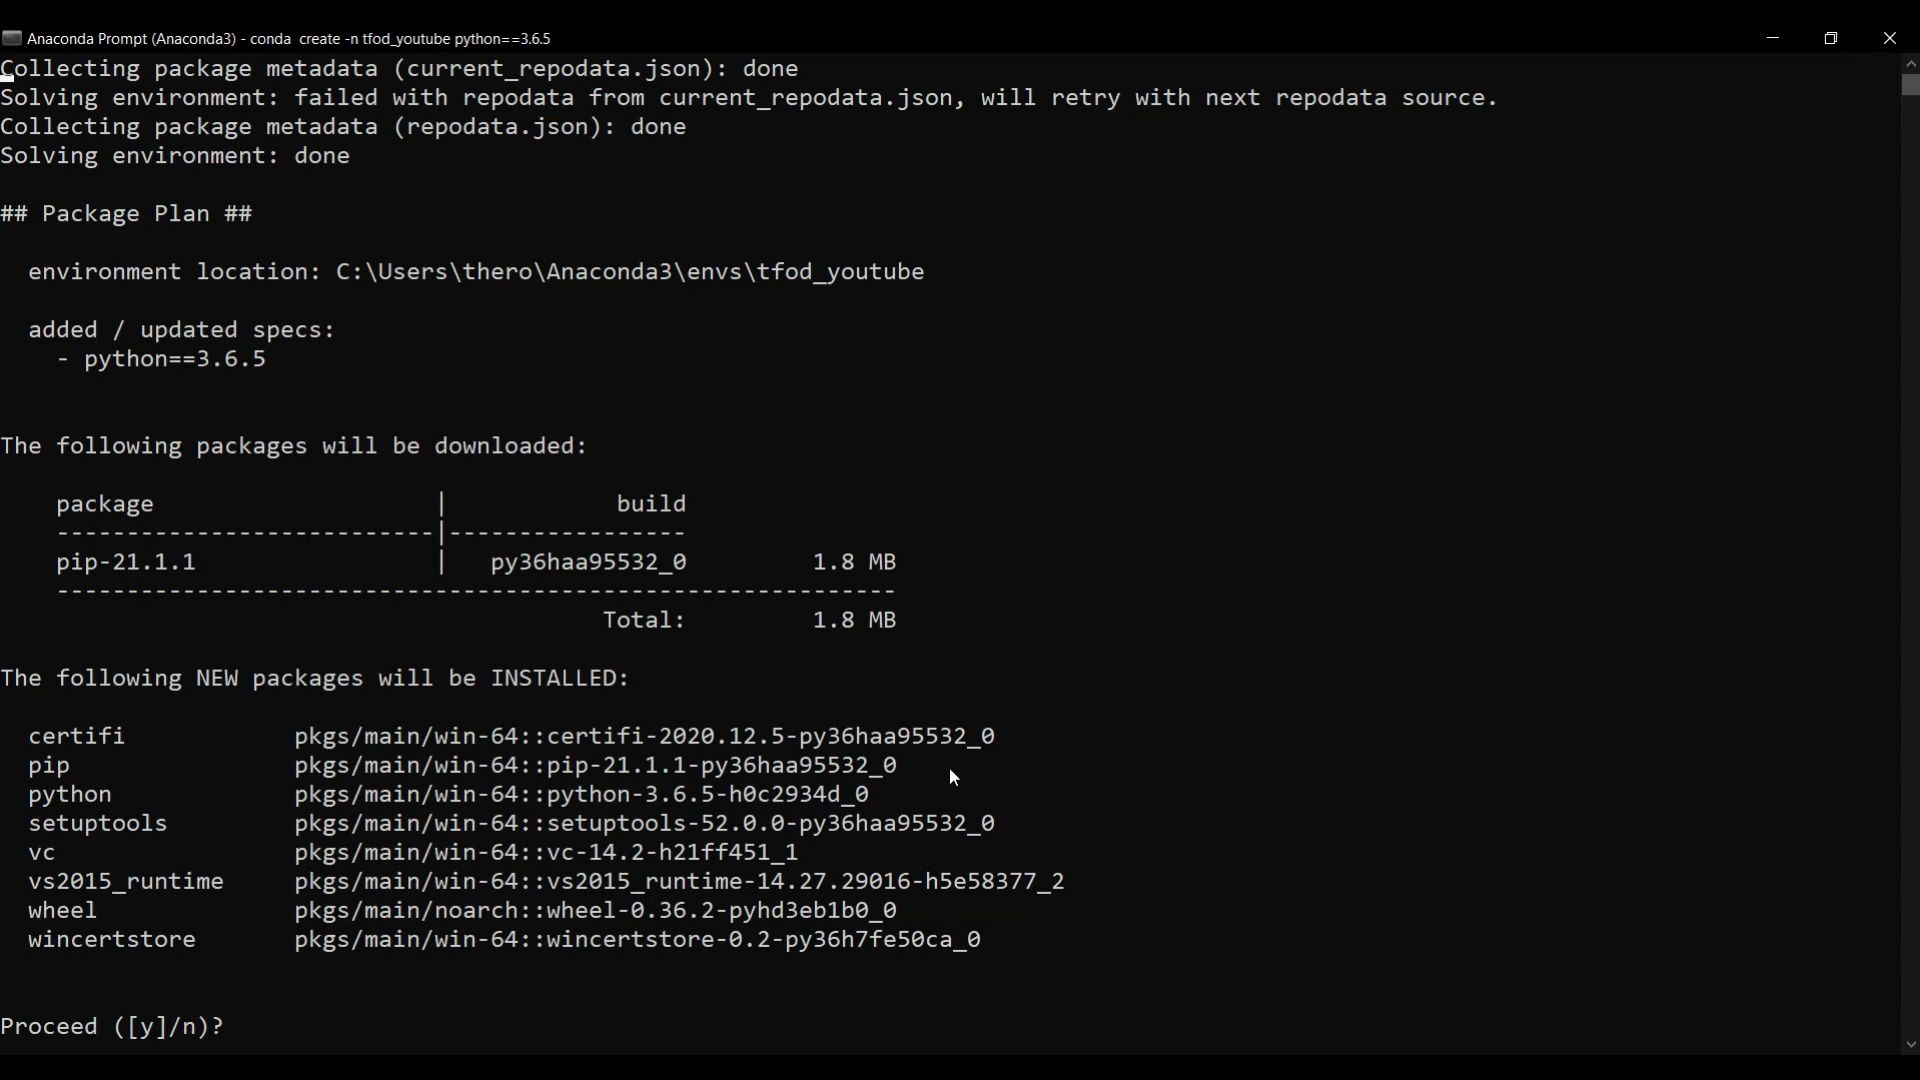 Anaconda Prompt (Anaconda3) - conda  create -n tfod_youtube python==3.6.5
Collecting package metadata (current_repodata.json): done
Solving environment: failed with repodata from current_repodata.json, will retry with next repodata source.
Collecting package metadata (repodata.json): done
Solving environment: done
## Package Plan ##
environment location: C:\Users\thero\Anaconda3\envs\tfod_youtube
added / updated specs:
- python==3.6.5
The following packages will be downloaded:
package                    |            build
---------------------------|-----------------
pip-21.1.1                 |   py36haa95532_0         1.8 MB
------------------------------------------------------------
Total:         1.8 MB
The following NEW packages will be INSTALLED:
certifi            pkgs/main/win-64::certifi-2020.12.5-py36haa95532_0
pip                pkgs/main/win-64::pip-21.1.1-py36haa95532_0
python             pkgs/main/win-64::python-3.6.5-h0c2934d_0
setuptools         pkgs/main/win-64::setuptools-52.0.0-py36haa95532_0
vc                 pkgs/main/win-64::vc-14.2-h21ff451_1
vs2015_runtime     pkgs/main/win-64::vs2015_runtime-14.27.29016-h5e58377_2
wheel              pkgs/main/noarch::wheel-0.36.2-pyhd3eb1b0_0
wincertstore       pkgs/main/win-64::wincertstore-0.2-py36h7fe50ca_0
Proceed ([y]/n)?